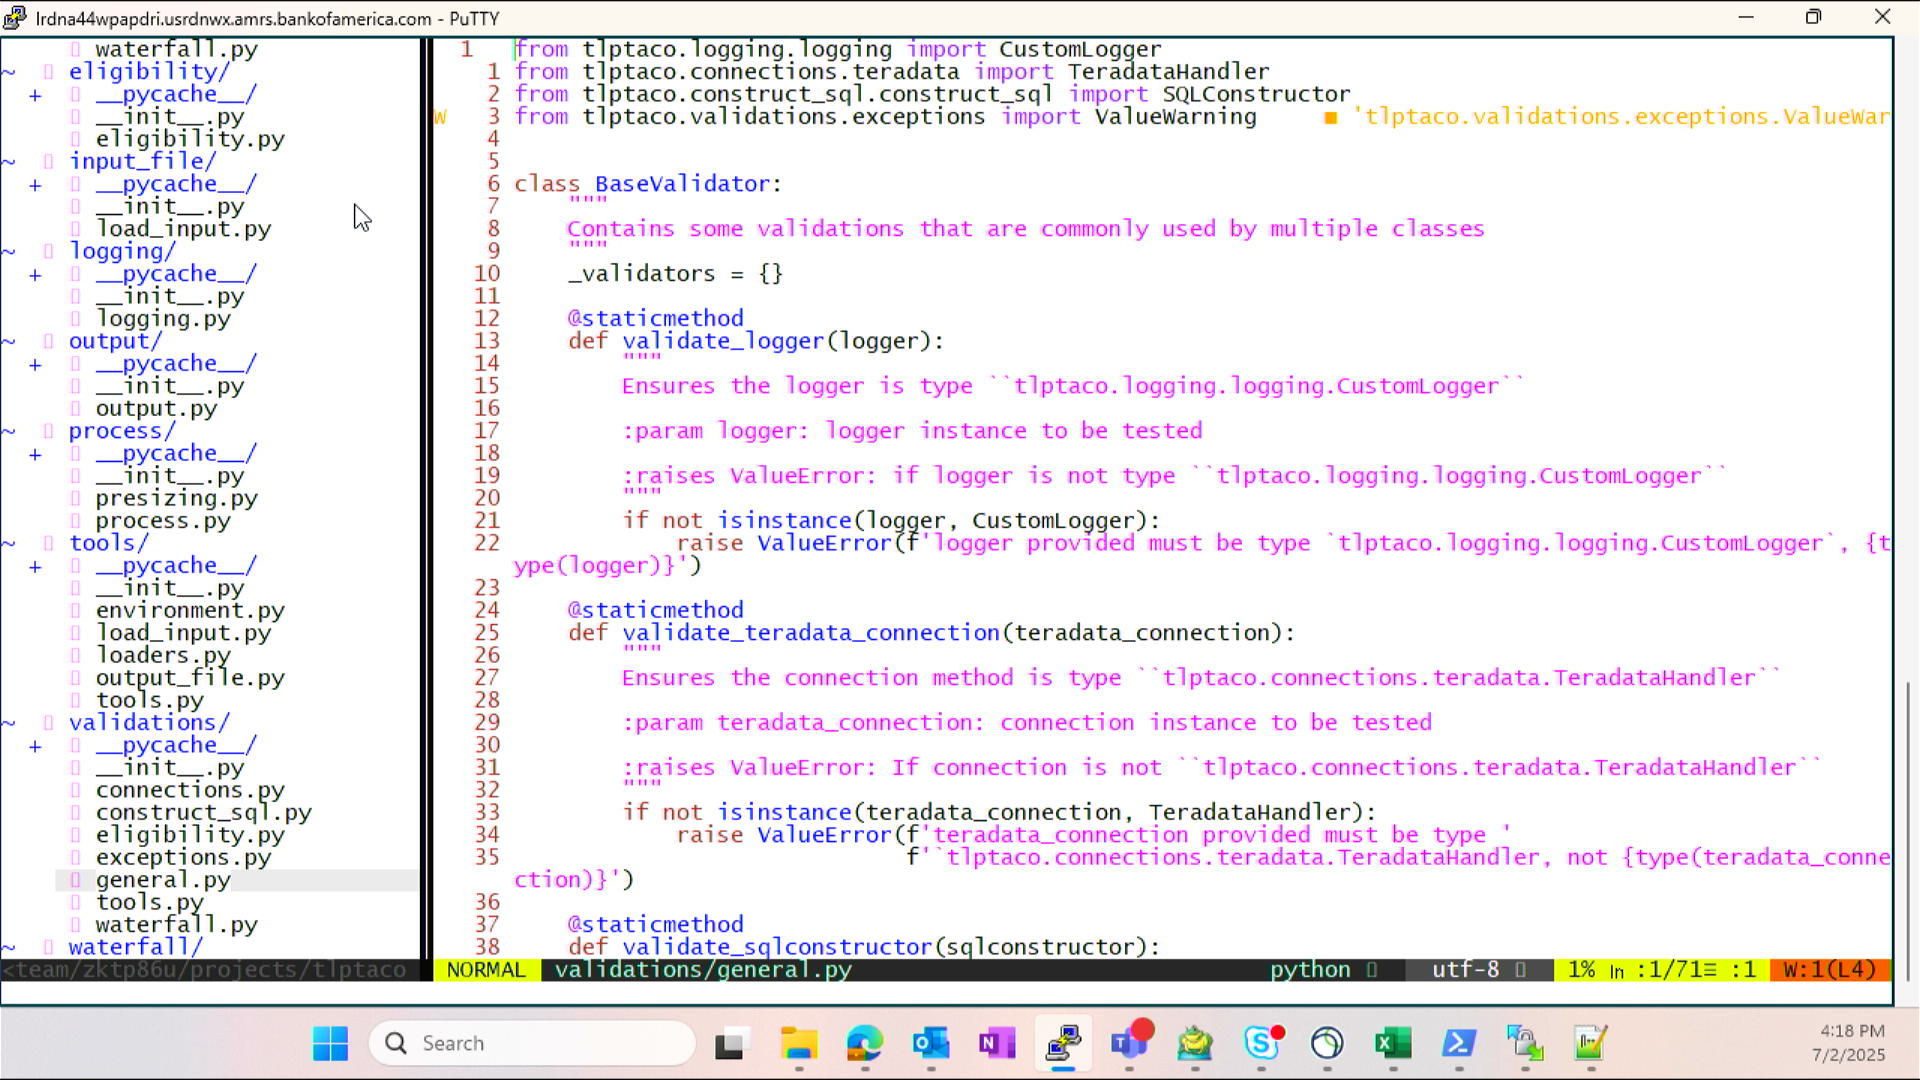 lrdna44wpapdri.usrdnwx.amrs.bankofamerica.com - PuTTY
waterfall.py
~ eligibility/
+ __pycache__/
__init__.py
eligibility.py
~ input_file/
+ __pycache__/
__init__.py
load_input.py
~ logging/
+ __pycache__/
__init__.py
logging.py
~ output/
+ __pycache__/
__init__.py
output.py
~ process/
+ __pycache__/
__init__.py
presizing.py
process.py
~ tools/
+ __pycache__/
__init__.py
environment.py
load_input.py
loaders.py
output_file.py
tools.py
~ validations/
+ __pycache__/
__init__.py
connections.py
construct_sql.py
eligibility.py
exceptions.py
general.py
tools.py
waterfall.py
~ waterfall/
<team/zktp86u/projects/tlptaco
1 from tlptaco.logging.logging import CustomLogger
1 from tlptaco.connections.teradata import TeradataHandler
2 from tlptaco.construct_sql.construct_sql import SQLConstructor
W 3 from tlptaco.validations.exceptions import ValueWarning ■ 'tlptaco.validations.exceptions.ValueWar
4
5
6 class BaseValidator:
7 """
8 Contains some validations that are commonly used by multiple classes
9 """
10 _validators = {}
11
12 @staticmethod
13 def validate_logger(logger):
14 """
15 Ensures the logger is type ``tlptaco.logging.logging.CustomLogger``
16
17 :param logger: logger instance to be tested
18
19 :raises ValueError: if logger is not type ``tlptaco.logging.logging.CustomLogger``
20 """
21 if not isinstance(logger, CustomLogger):
22 raise ValueError(f'logger provided must be type `tlptaco.logging.logging.CustomLogger`, {t
ype(logger)}')
23
24 @staticmethod
25 def validate_teradata_connection(teradata_connection):
26 """
27 Ensures the connection method is type ``tlptaco.connections.teradata.TeradataHandler``
28
29 :param teradata_connection: connection instance to be tested
30
31 :raises ValueError: If connection is not ``tlptaco.connections.teradata.TeradataHandler``
32 """
33 if not isinstance(teradata_connection, TeradataHandler):
34 raise ValueError(f'teradata_connection provided must be type '
35 f'`tlptaco.connections.teradata.TeradataHandler, not {type(teradata_conne
ction)}')
36
37 @staticmethod
38 def validate_sqlconstructor(sqlconstructor):
NORMAL validations/general.py python utf-8 1% ln :1/71≡ :1 W:1(L4)
Search
4:18 PM
7/2/2025